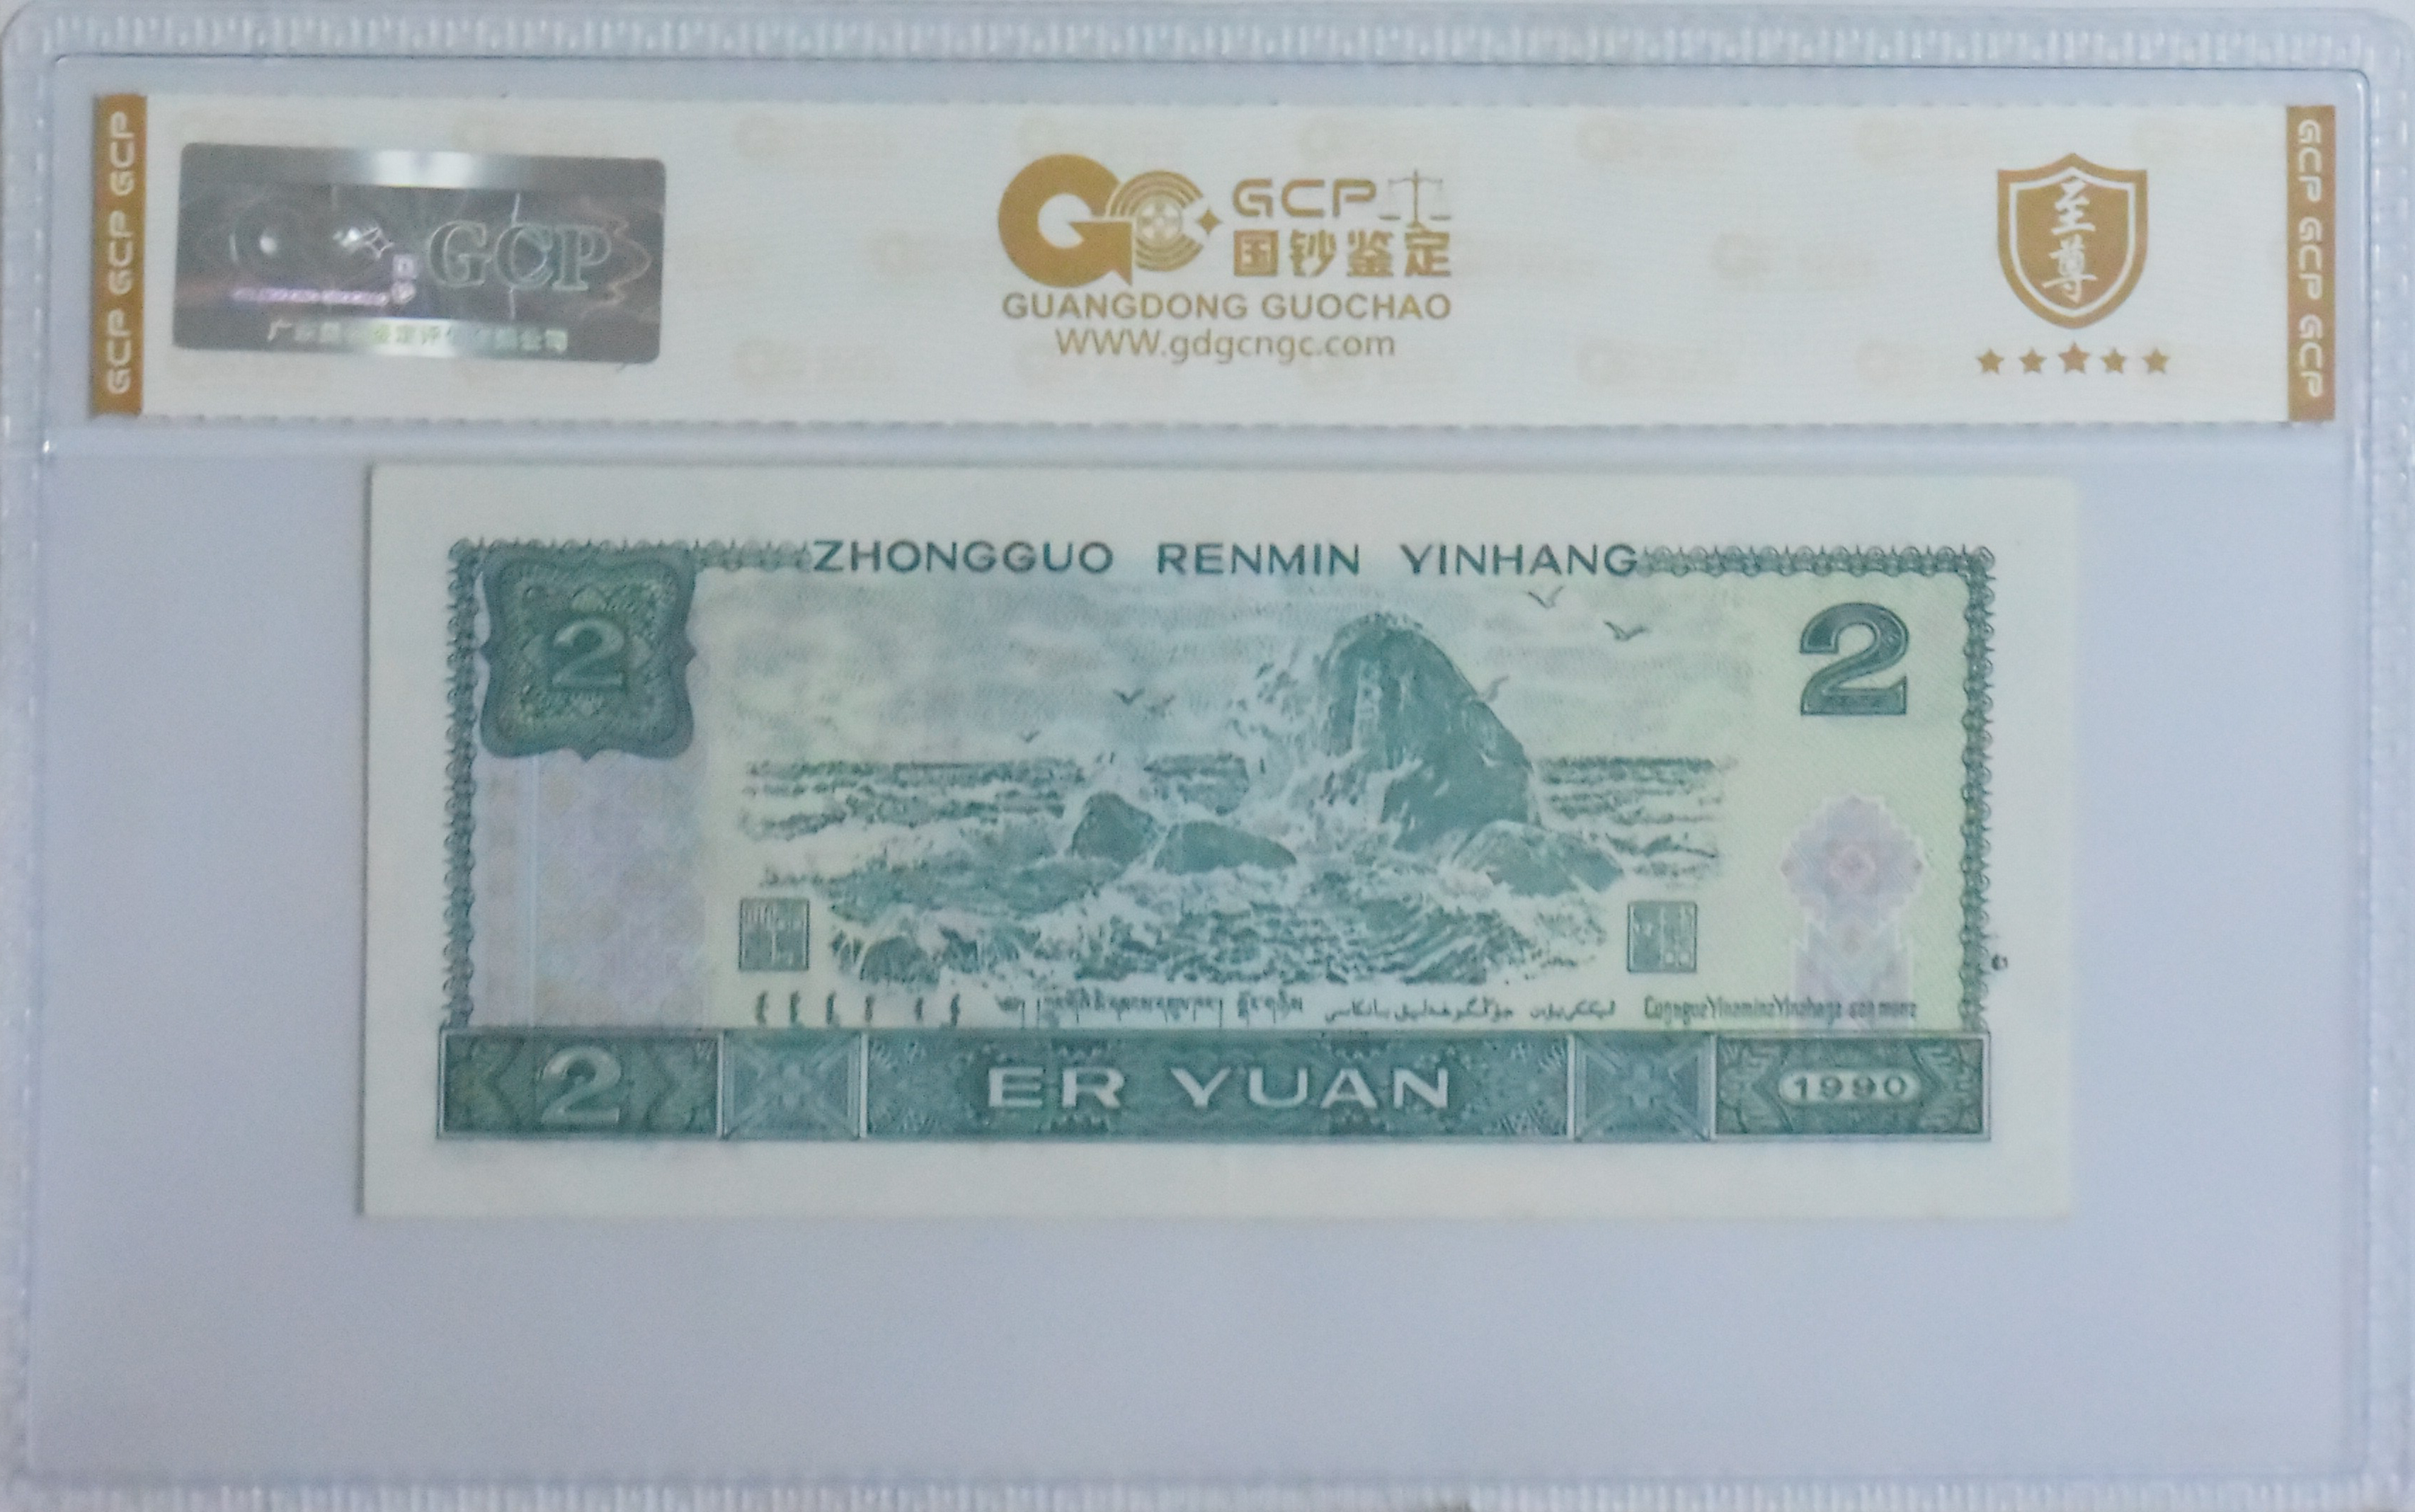 GCP GCP GCP
GCP
GCP
国钞鉴定
GUANGDONG GUOCHAO
WWW.gdgcngc.com
至尊
GCP GCP GCP
ZHONGGUO RENMIN YINHANG
2
2
2
ER YUAN
1990